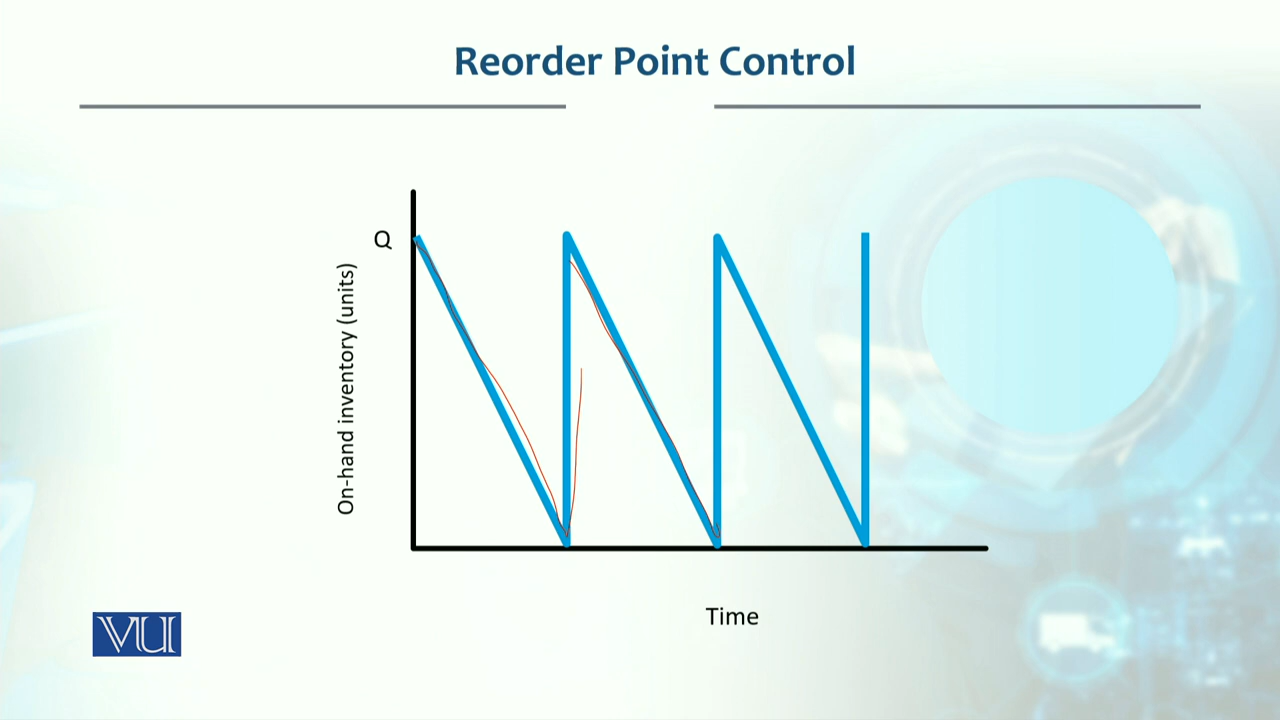 Reorder Point Control
Q
On-hand inventory (units)
Time
VU